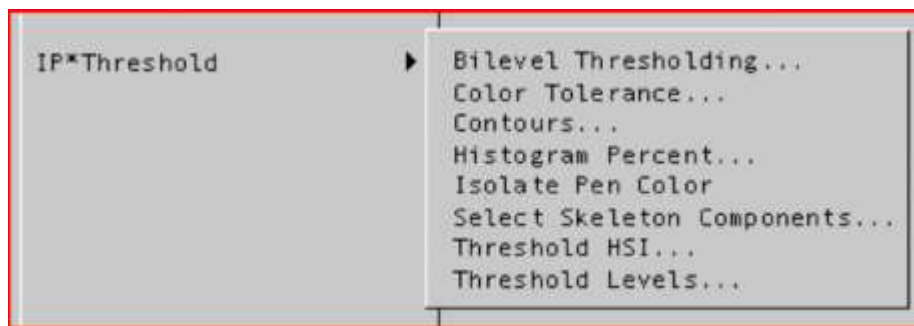 IP*Threshold
Bilevel Thresholding...
Color Tolerance...
Contours...
Histogram Percent...
Isolate Pen Color
Select Skeleton Components...
Threshold HSI...
Threshold Levels...